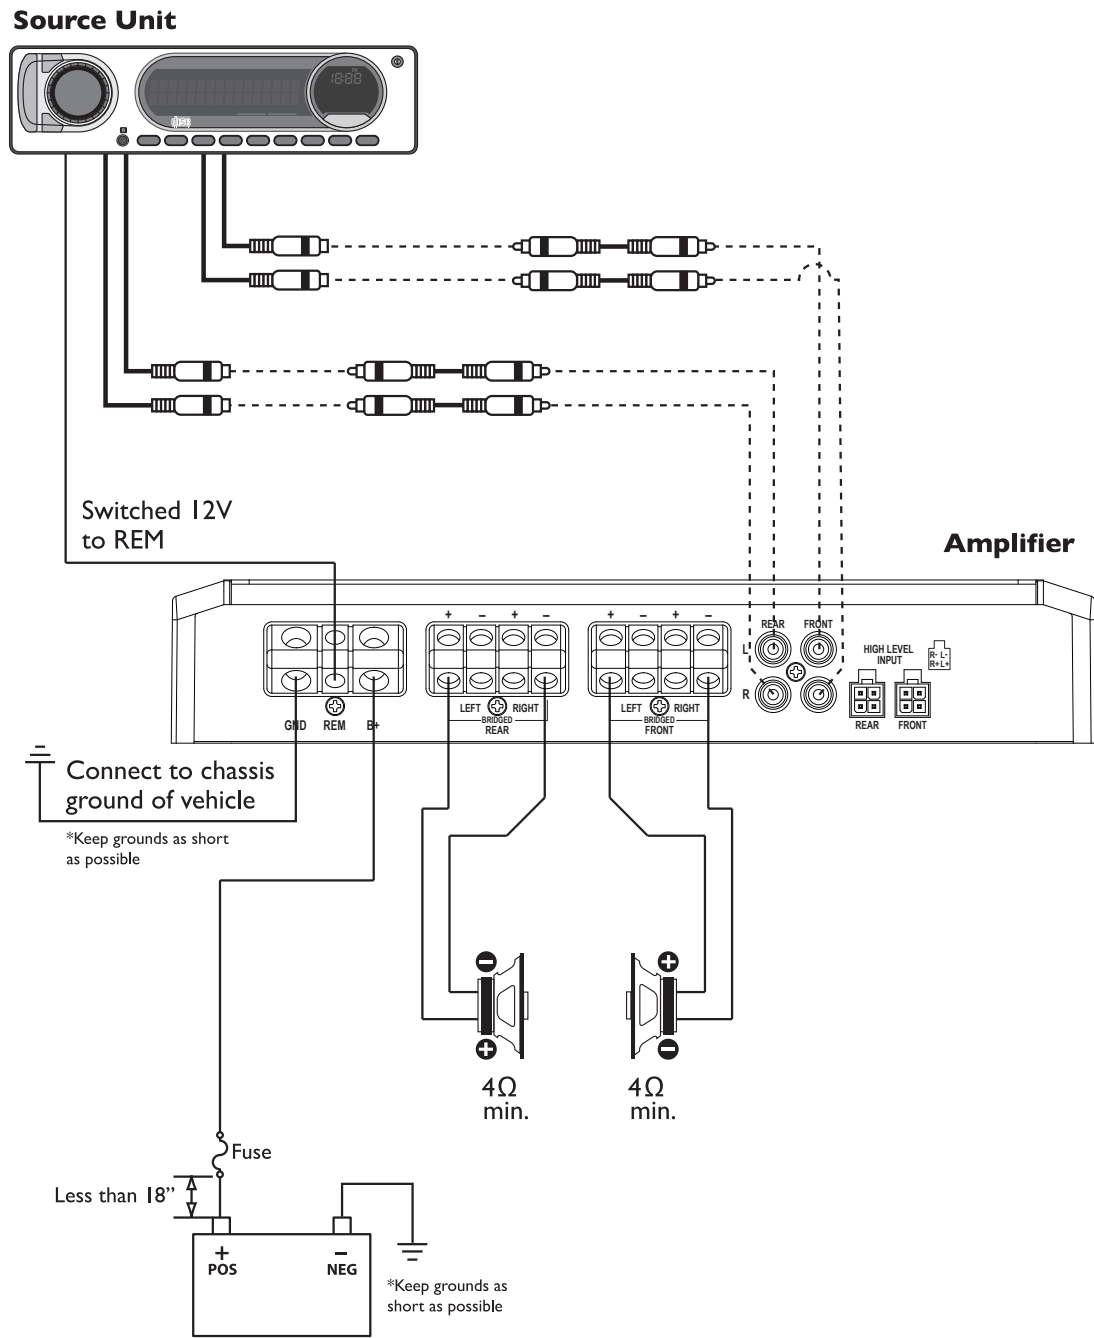 Source Unit
disc
Switched 12V
to REM
Amplifier
+ – + –
+ – + –
REAR FRONT
L
R
HIGH LEVEL
INPUT
R- L-
R+ L+
REAR FRONT
GND REM B+
LEFT RIGHT
BRIDGED
REAR
LEFT RIGHT
BRIDGED
FRONT
Connect to chassis
ground of vehicle
*Keep grounds as short
as possible
– +
+ –
4Ω
min.
4Ω
min.
Fuse
Less than 18”
+
POS
–
NEG
*Keep grounds as
short as possible